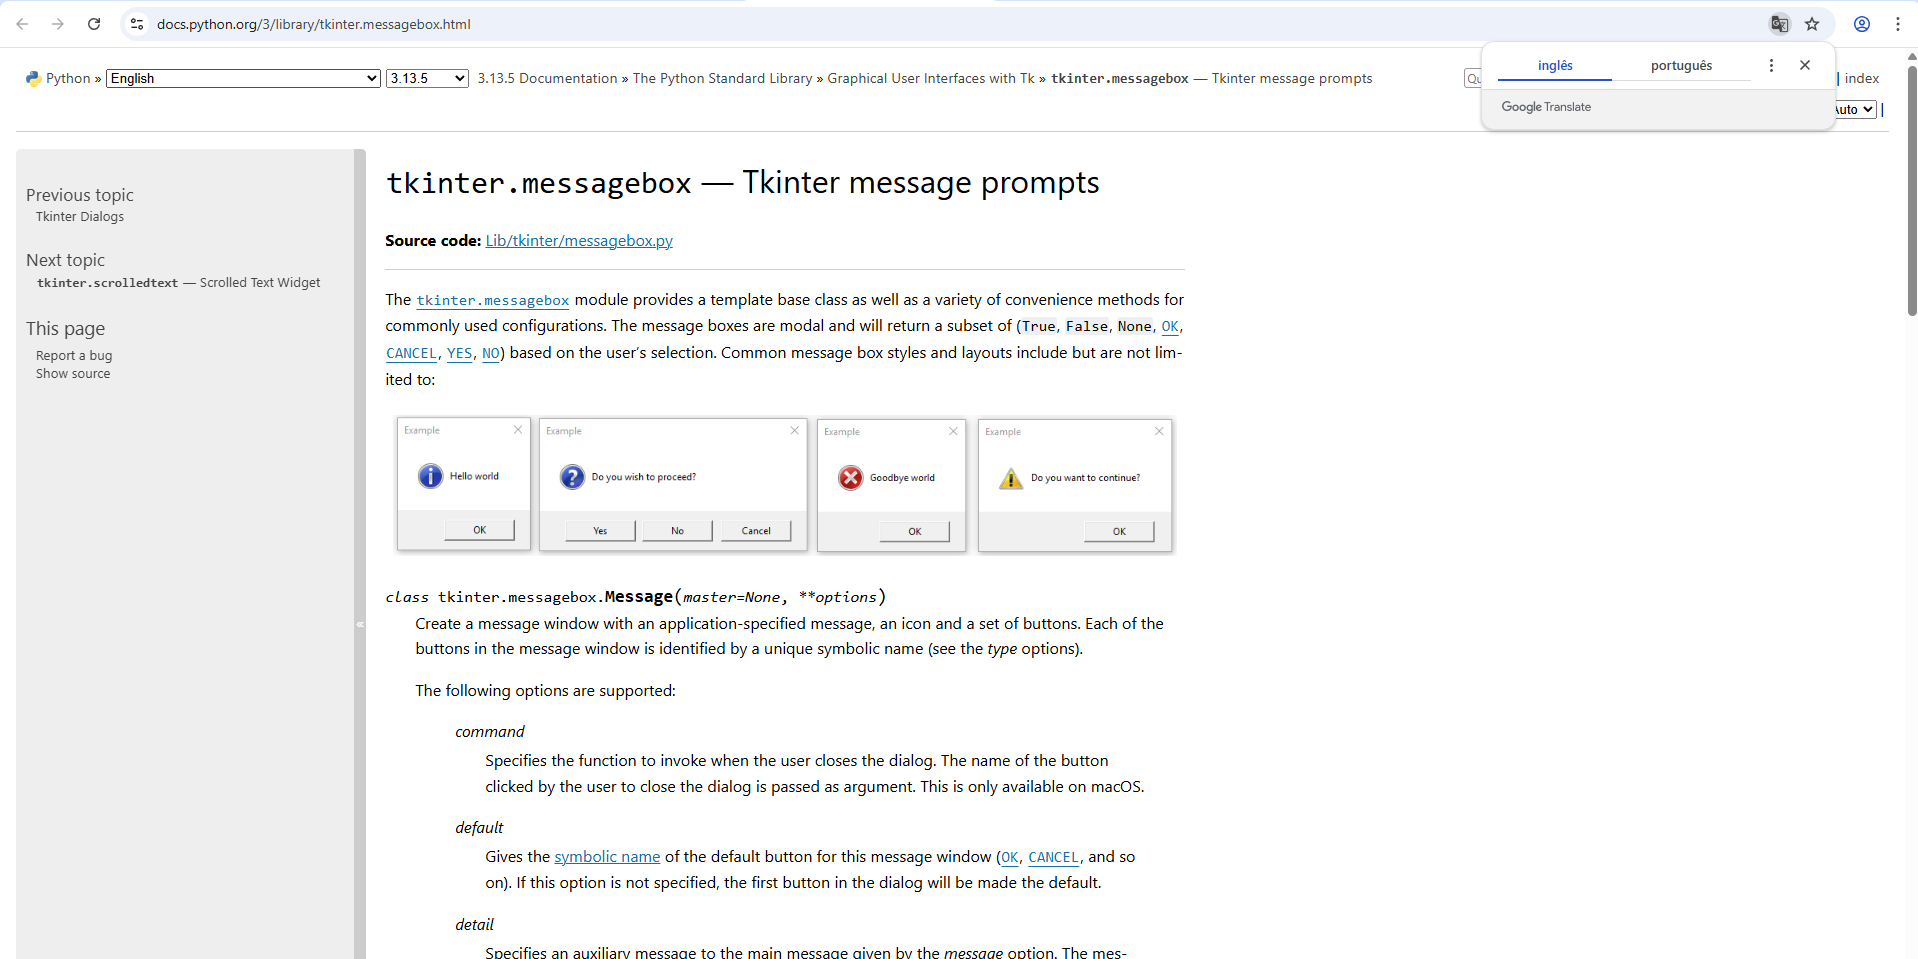 docs.python.org/3/library/tkinter.messagebox.html
inglês português
Google Translate
Python » English 3.13.5 3.13.5 Documentation » The Python Standard Library » Graphical User Interfaces with Tk » tkinter.messagebox — Tkinter message prompts
| index
|
Previous topic
Tkinter Dialogs
Next topic
tkinter.scrolledtext — Scrolled Text Widget
This page
Report a bug
Show source
«
tkinter.messagebox — Tkinter message prompts
Source code: Lib/tkinter/messagebox.py
The tkinter.messagebox module provides a template base class as well as a variety of convenience methods for
commonly used configurations. The message boxes are modal and will return a subset of (True, False, None, OK,
CANCEL, YES, NO) based on the user’s selection. Common message box styles and layouts include but are not lim-
ited to:
Example
Hello world
OK
Example
Do you wish to proceed?
Yes No Cancel
Example
Goodbye world
OK
Example
Do you want to continue?
OK
class tkinter.messagebox.Message(master=None, **options)
Create a message window with an application-specified message, an icon and a set of buttons. Each of the
buttons in the message window is identified by a unique symbolic name (see the type options).
The following options are supported:
command
Specifies the function to invoke when the user closes the dialog. The name of the button
clicked by the user to close the dialog is passed as argument. This is only available on macOS.
default
Gives the symbolic name of the default button for this message window (OK, CANCEL, and so
on). If this option is not specified, the first button in the dialog will be made the default.
detail
Specifies an auxiliary message to the main message given by the message option. The mes-